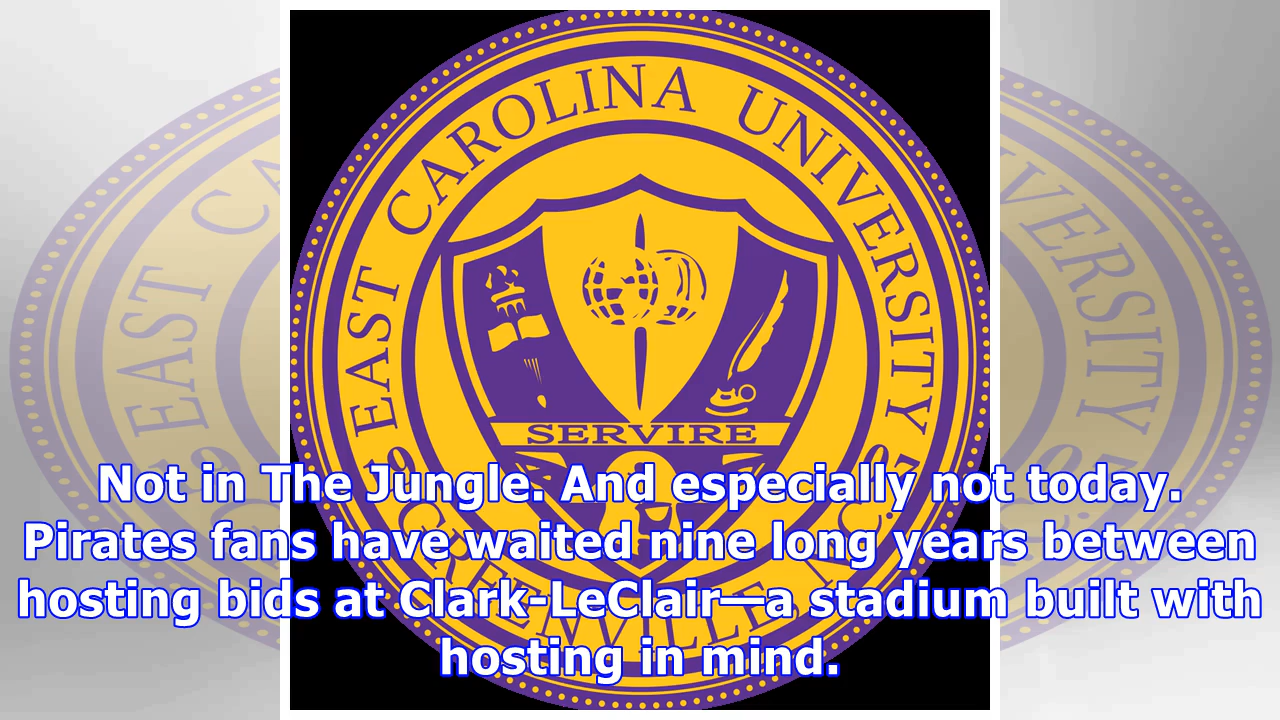 EAST CAROLINA UNIVERSITY
SERVIRE
Not in The Jungle. And especially not today.
Pirates fans have waited nine long years between
hosting bids at Clark-LeClair—a stadium built with
hosting in mind.